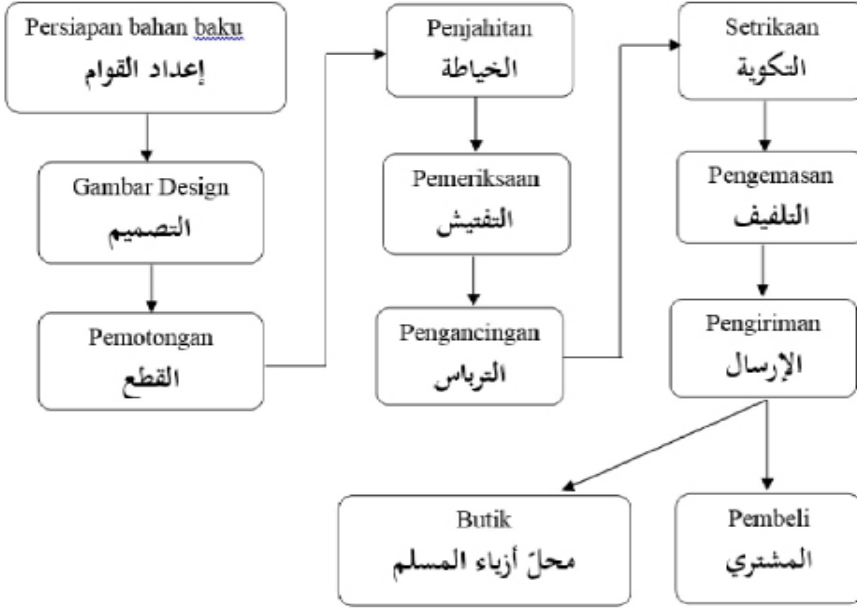 Persiapan bahan baku
إعداد القوام
Gambar Design
التصميم
Pemotongan
القطع
Penjahitan
الخياطة
Pemeriksaan
التفتيش
Pengancingan
الترباس
Setrikaan
التكوية
Pengemasan
التلفيف
Pengiriman
الإرسال
Butik
محلّ أزياء المسلم
Pembeli
المشتري